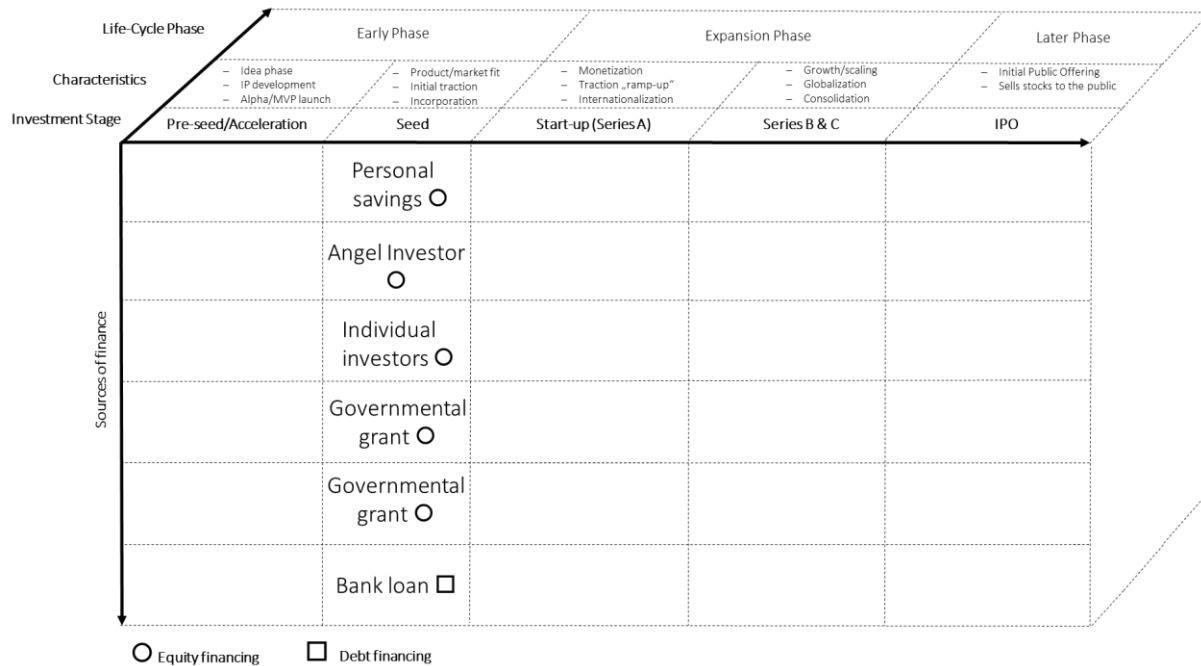 Life-Cycle Phase
Early Phase
Expansion Phase
Later Phase
Characteristics
– Idea phase
– IP development
– Alpha/MVP launch
– Product/market fit
– Initial traction
– Incorporation
– Monetization
– Traction „ramp-up“
– Internationalization
– Growth/scaling
– Globalization
– Consolidation
– Initial Public Offering
– Sells stocks to the public
Investment Stage
Pre-seed/Acceleration
Seed
Start-up (Series A)
Series B & C
IPO
Sources of finance
Personal
savings
Angel Investor
Individual
investors
Governmental
grant
Governmental
grant
Bank loan
Equity financing
Debt financing